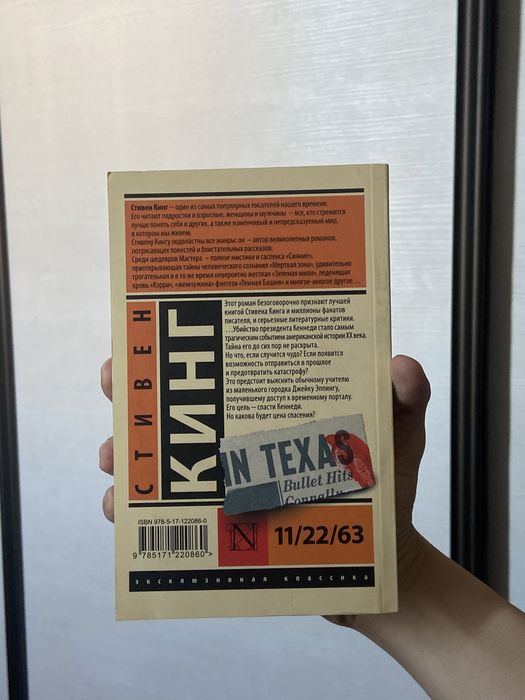 Стивен Кинг – один из самых популярных писателей нашего времени.
Его читают подростки и взрослые, женщины и мужчины – все, кто стремится
лучше понять себя и других, а также изменчивый и непредсказуемый мир,
в котором мы живем.
Стивену Кингу подвластны все жанры: он – автор великолепных романов,
потрясающих повестей и блистательных рассказов.
Среди шедевров Мастера – полное мистики и саспенса «Сияние»,
приоткрывающая тайны человеческого сознания «Мертвая зона», удивительно
трогательная и в то же время невероятно жесткая «Зеленая миля», леденящая
кровь «Кэрри», «жемчужина» фэнтези «Темная Башня» и многое-многое другое…
СТИВЕН
КИНГ
Этот роман безоговорочно признают лучшей
книгой Стивена Кинга и миллионы фанатов
писателя, и серьезные литературные критики.
…Убийство президента Кеннеди стало самым
трагическим событием американской истории XX века.
Тайна его до сих пор не раскрыта.
Но что, если случится чудо? Если появится
возможность отправиться в прошлое
и предотвратить катастрофу?
Это предстоит выяснить обычному учителю
из маленького городка Джейку Эппингу,
получившему доступ к временному порталу.
Его цель – спасти Кеннеди.
Но какова будет цена спасения?
IN TEXAS
Bullet Hits
Connally
ISBN 978-5-17-122086-0
9 785171 220860 >
N
11/22/63
эксклюзивная классика